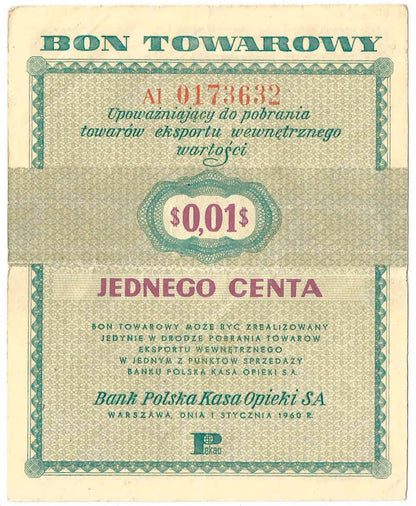 BON TOWAROWY
AI 0173632
Upoważniający do pobrania
towarów eksportu wewnętrznego
wartości
$0,01$
JEDNEGO CENTA
BON TOWAROWY MOŻE BYĆ ZREALIZOWANY
JEDYNIE W DRODZE POBRANIA TOWARÓW
EKSPORTU WEWNĘTRZNEGO
W JEDNYM Z PUNKTÓW SPRZEDAŻY
BANKU POLSKA KASA OPIEKI S.A.
Bank Polska Kasa Opieki SA
WARSZAWA, DNIA 1 STYCZNIA 1960 R.
Pekao